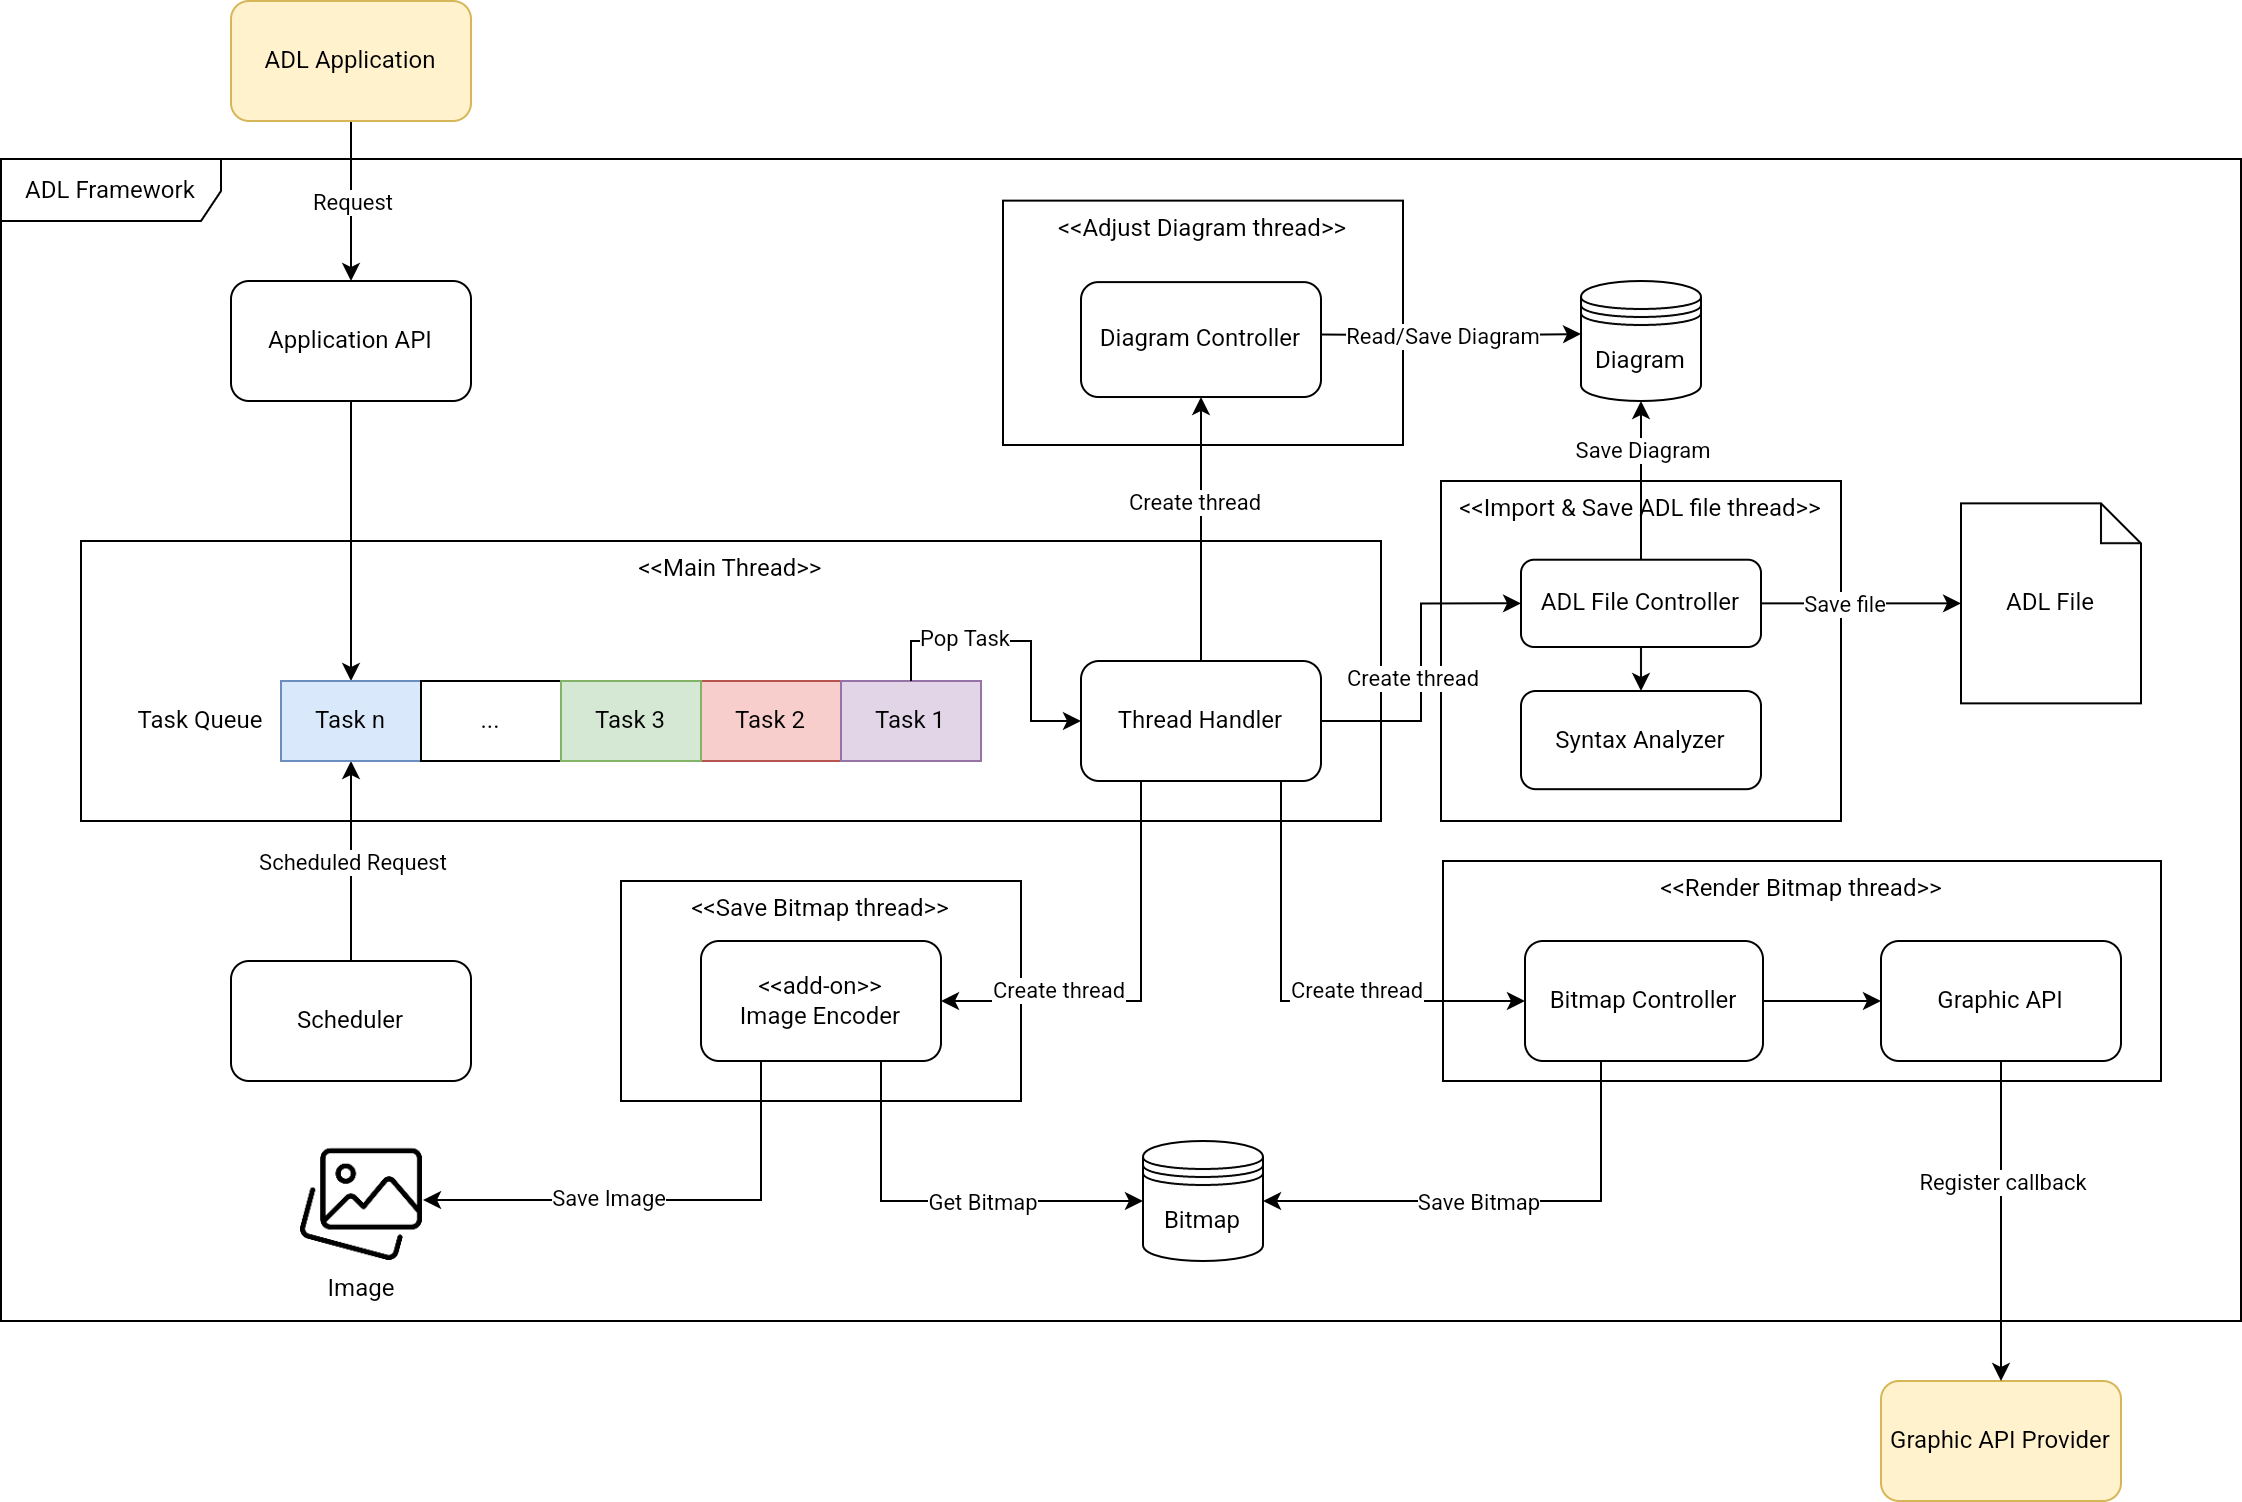 ADL Application
ADL Framework
Request
<<Adjust Diagram thread>>
Application API
Diagram Controller
Read/Save Diagram
Diagram
Save Diagram
Create thread
<<Import & Save ADL file thread>>
<<Main Thread>>
ADL File Controller
Save file
ADL File
Pop Task
Create thread
Task Queue
Task n
...
Task 3
Task 2
Task 1
Thread Handler
Syntax Analyzer
Scheduled Request
<<Save Bitmap thread>>
<<Render Bitmap thread>>
<<add-on>>
Image Encoder
Create thread
Create thread
Bitmap Controller
Graphic API
Scheduler
Register callback
Save Image
Get Bitmap
Bitmap
Save Bitmap
Image
Graphic API Provider